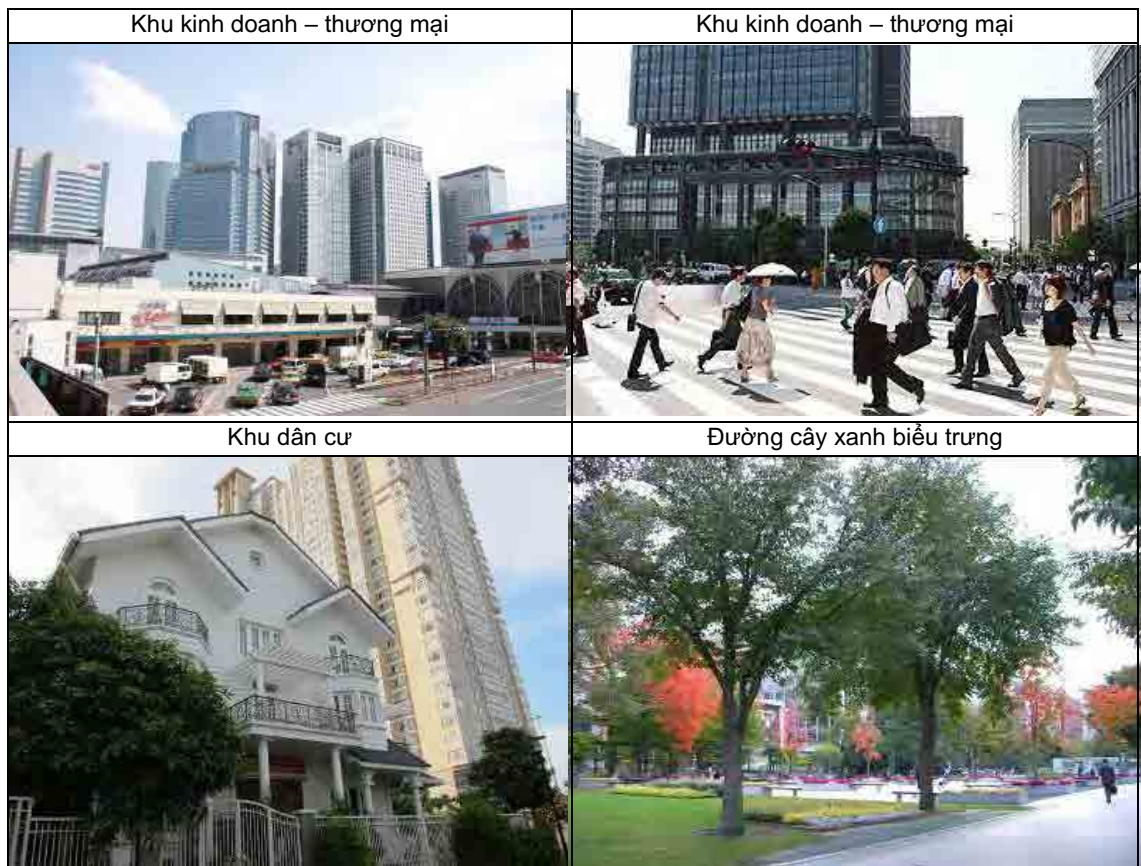 Khu kinh doanh – thương mại
Khu kinh doanh – thương mại
Khu dân cư
Đường cây xanh biểu trưng